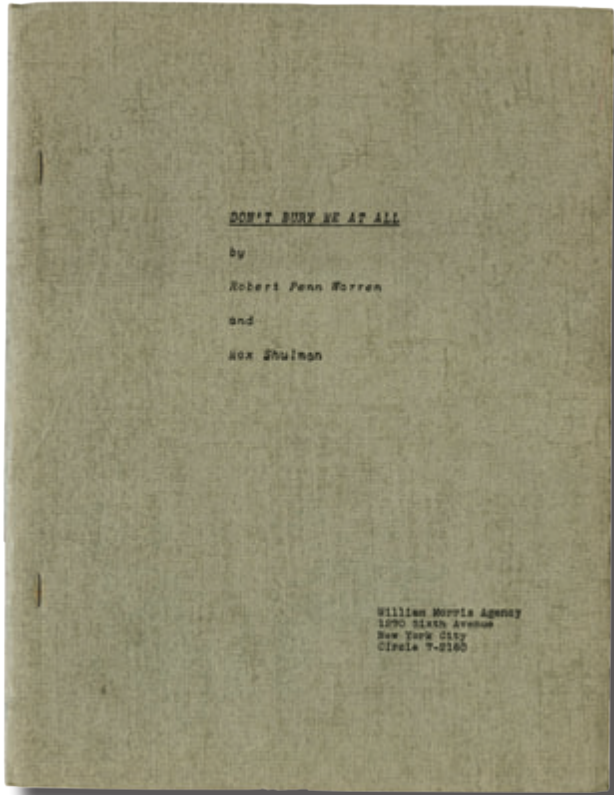 DON'T BURY ME AT ALL
by
Robert Penn Warren
and
Max Shulman
William Morris Agency
1270 Sixth Avenue
New York City
Circle 7-2160